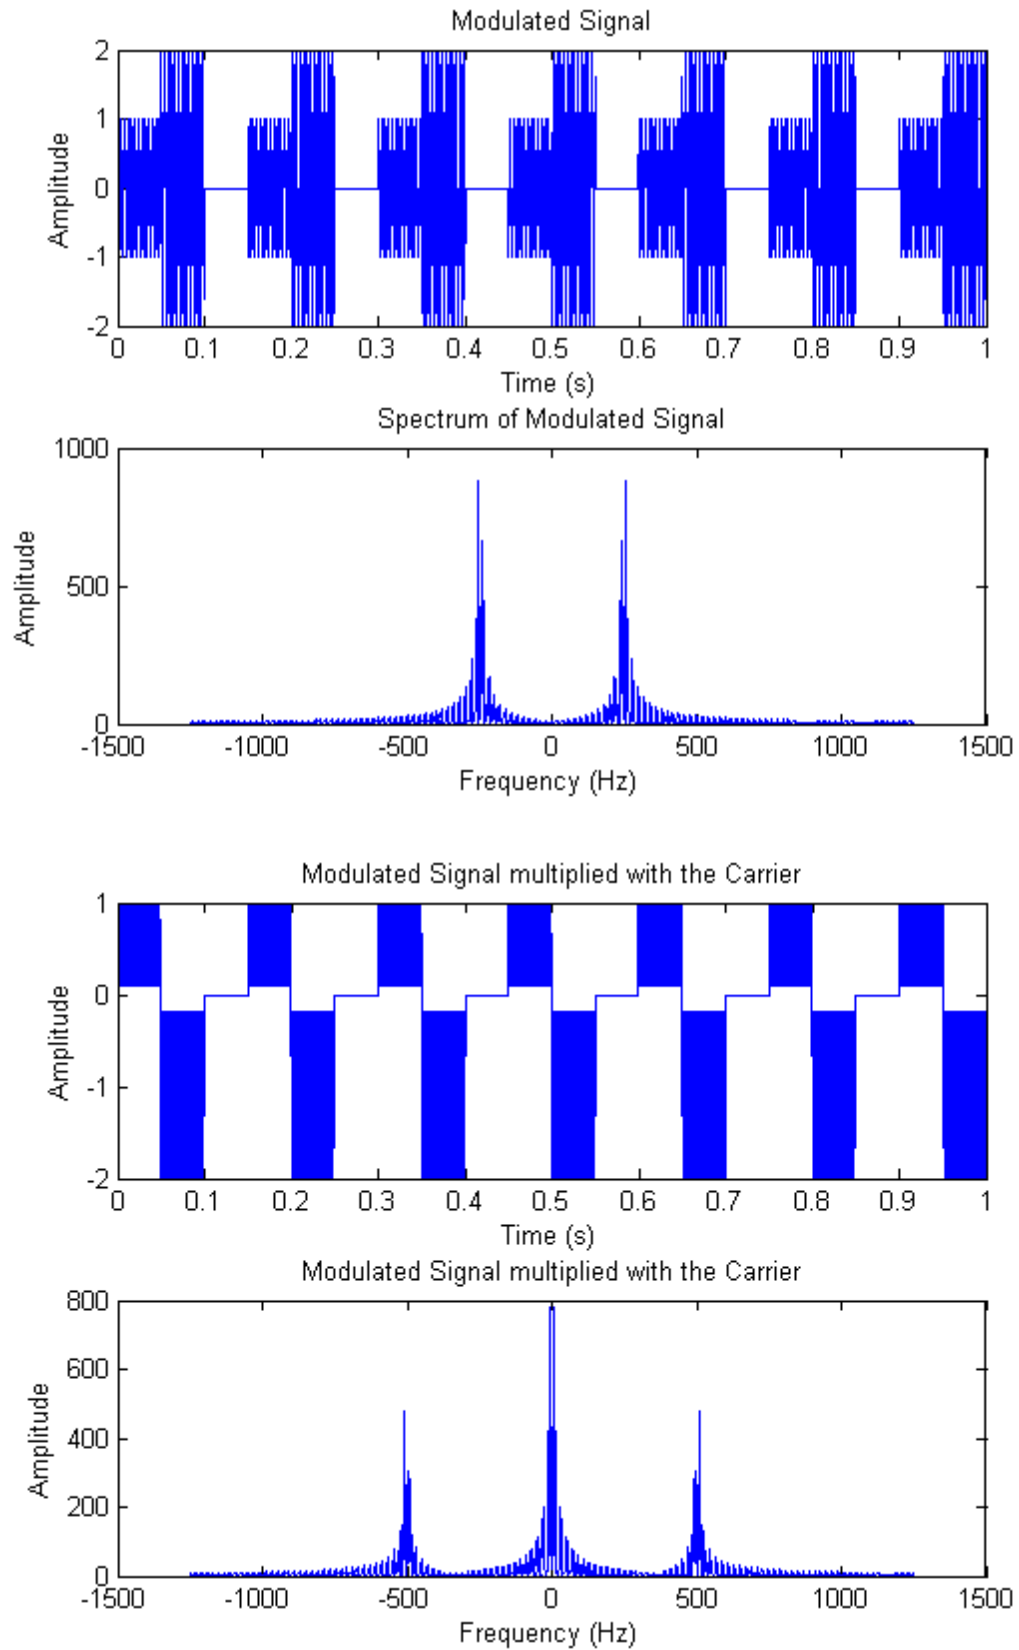 Modulated Signal
2
1
0
-1
-2
Amplitude
0 0.1 0.2 0.3 0.4 0.5 0.6 0.7 0.8 0.9 1
Time (s)
Spectrum of Modulated Signal
1000
500
0
Amplitude
-1500 -1000 -500 0 500 1000 1500
Frequency (Hz)
Modulated Signal multiplied with the Carrier
1
0
-1
-2
Amplitude
0 0.1 0.2 0.3 0.4 0.5 0.6 0.7 0.8 0.9 1
Time (s)
Modulated Signal multiplied with the Carrier
800
600
400
200
0
Amplitude
-1500 -1000 -500 0 500 1000 1500
Frequency (Hz)